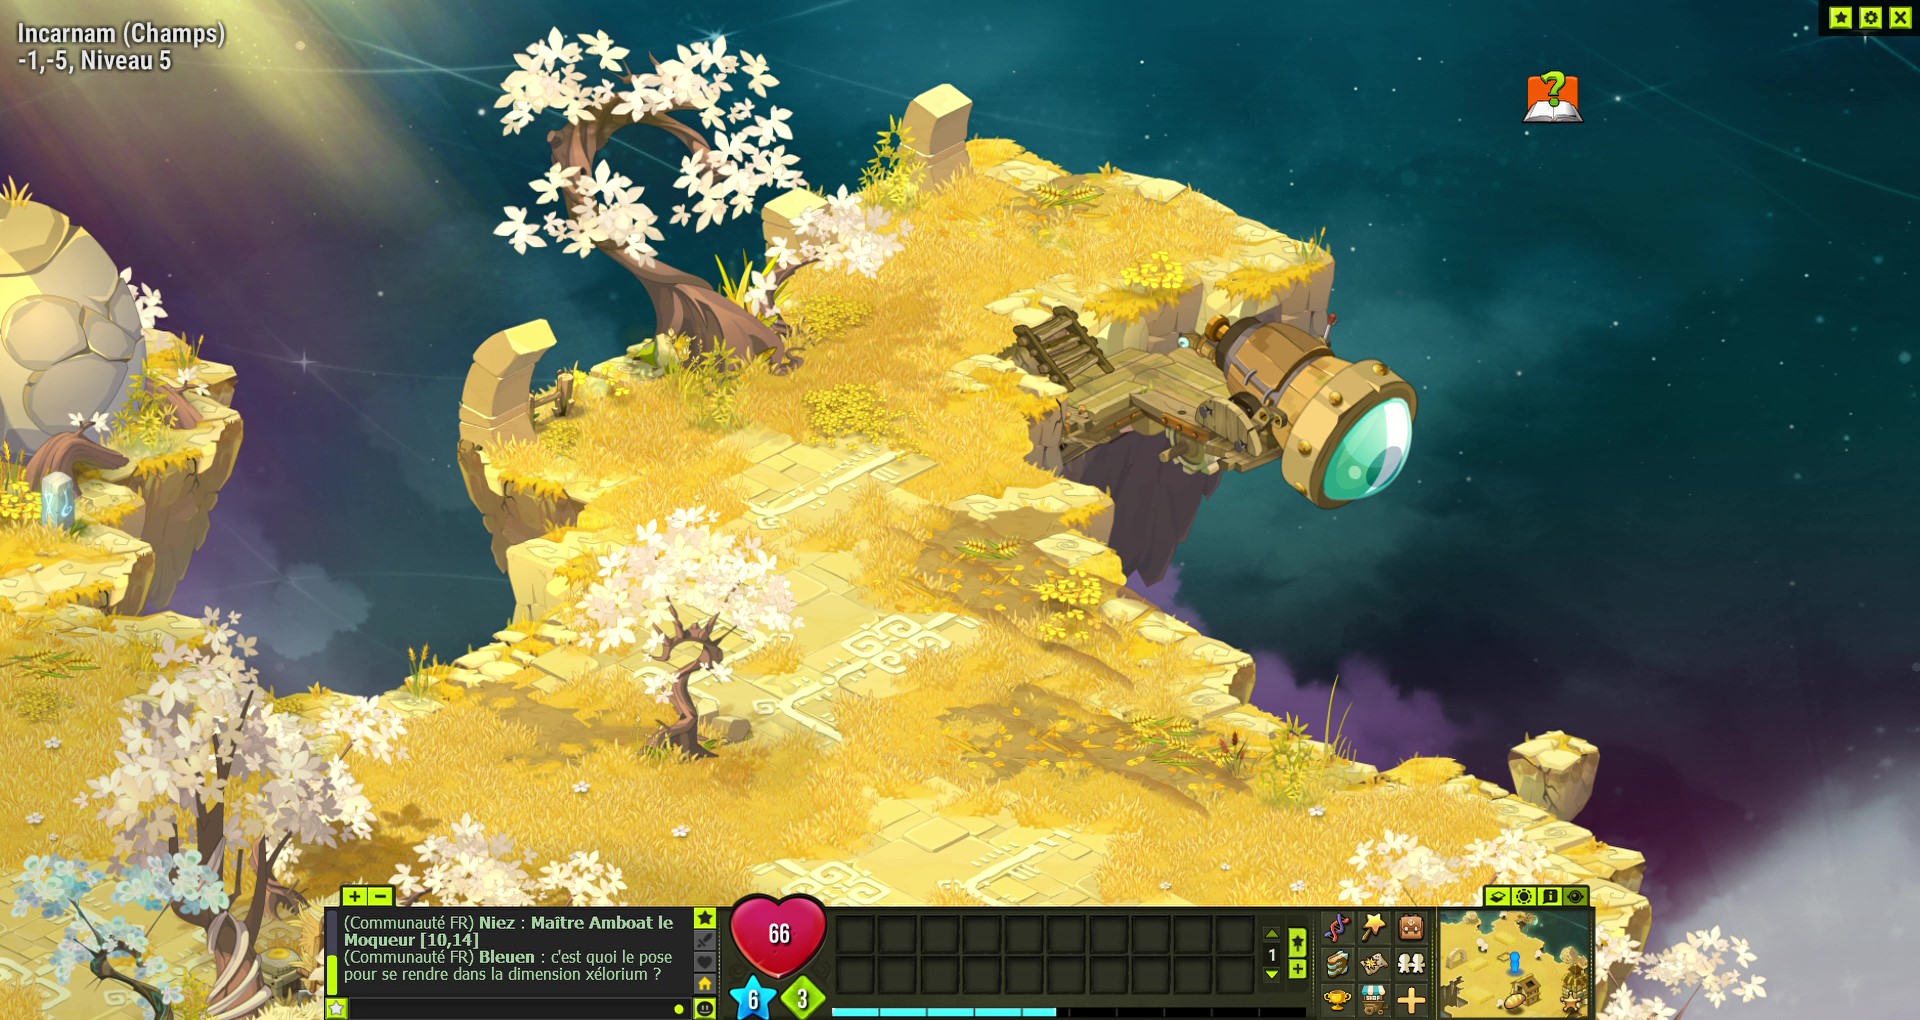 Incarnam (Champs)
-1,-5, Niveau 5
(Communauté FR) Niez : Maître Amboat le
Moqueur [10,14]
(Communauté FR) Bleuen : c'est quoi le pose
pour se rendre dans la dimension xélorium ?
66
6
3
1
SHOP